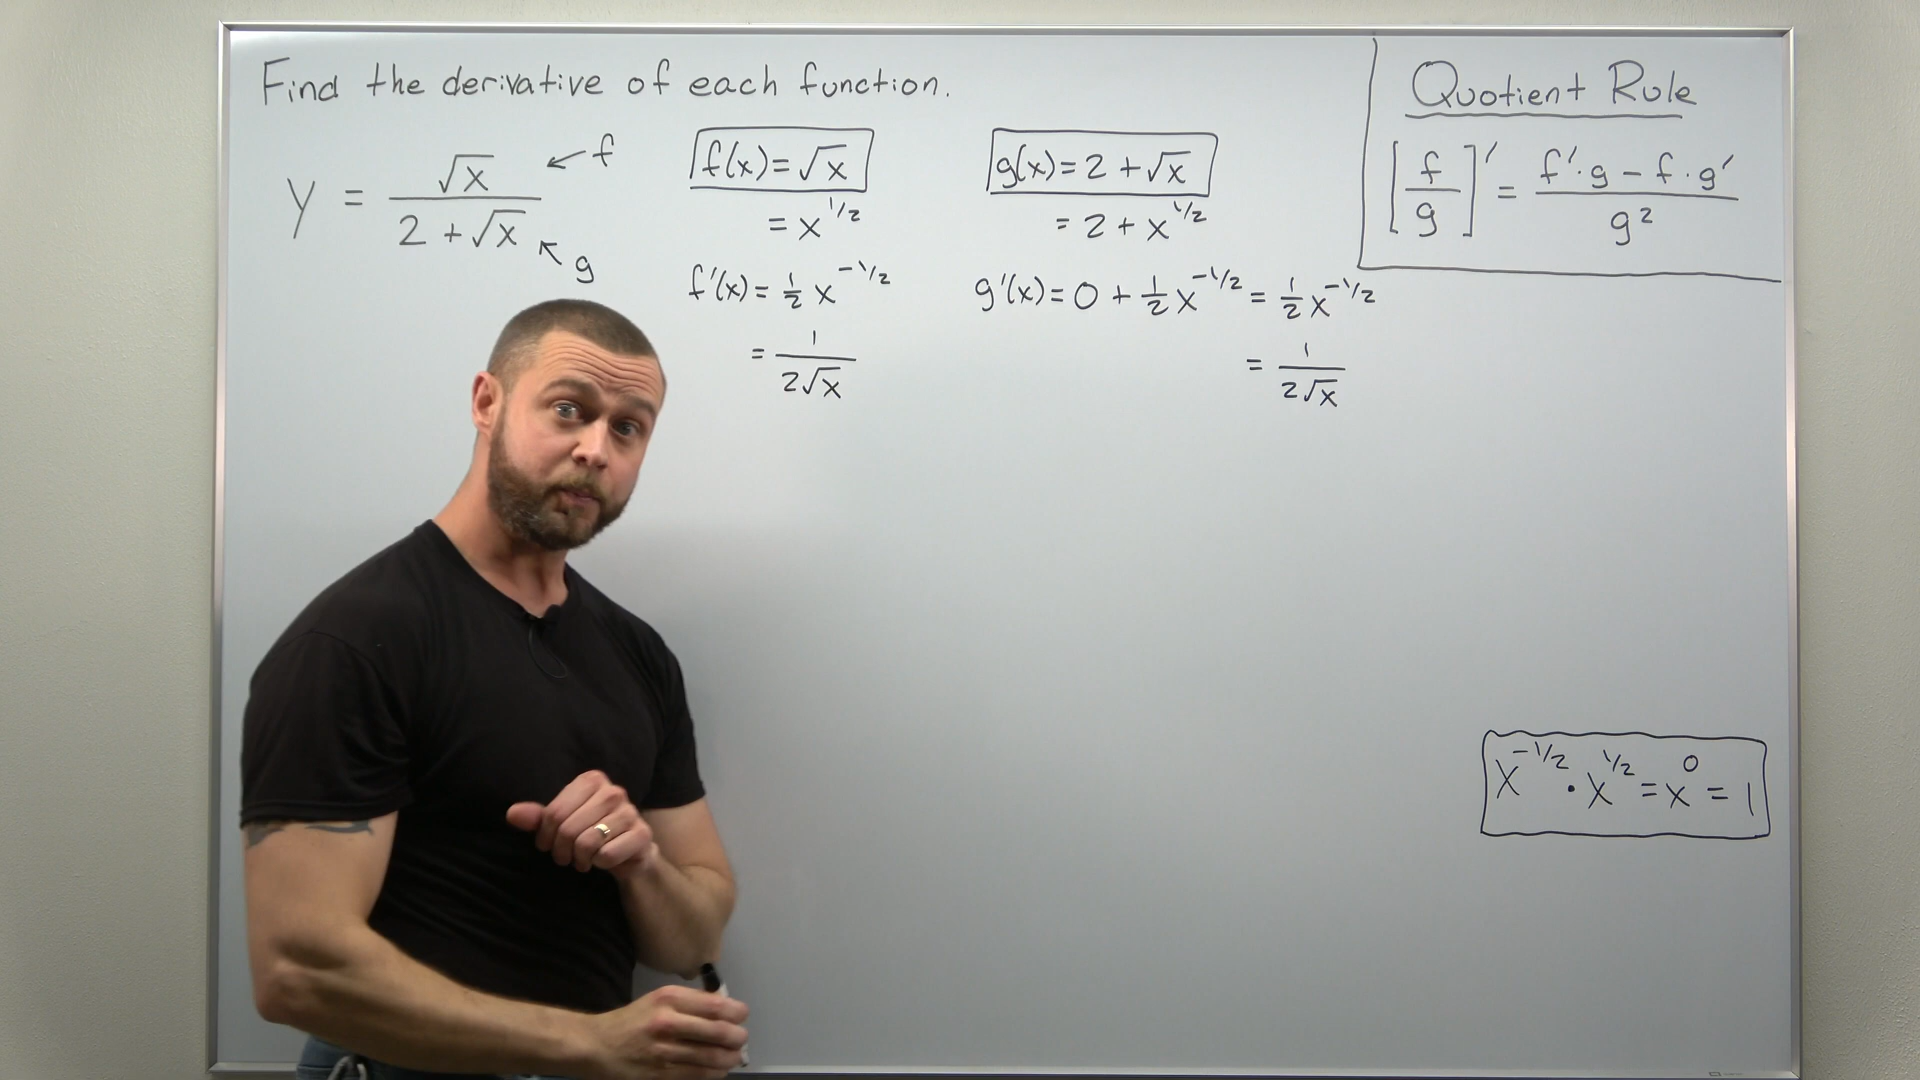 Find the derivative of each function.
y = √x / (2 + √x)
← f
↖ g
f(x) = √x
= x^1/2
f'(x) = 1/2 x^-1/2
= 1 / (2√x)
g(x) = 2 + √x
= 2 + x^1/2
g'(x) = 0 + 1/2 x^-1/2 = 1/2 x^-1/2
= 1 / (2√x)
Quotient Rule
[f/g]' = (f'·g - f·g') / g^2
x^-1/2 · x^1/2 = x^0 = 1